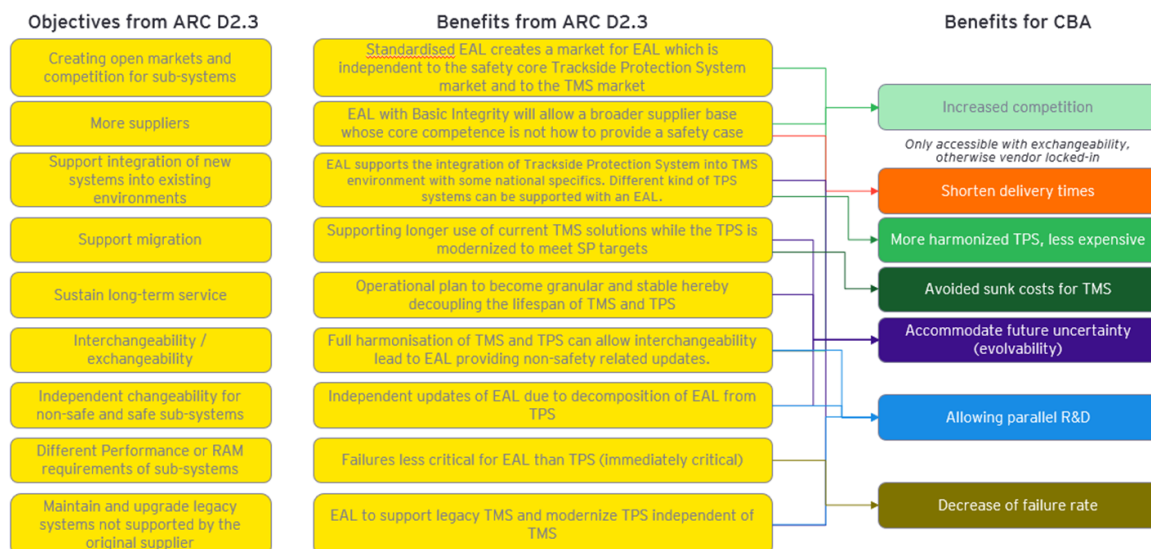 Objectives from ARC D2.3
Creating open markets and
competition for sub-systems
More suppliers
Support integration of new
systems into existing
environments
Support migration
Sustain long-term service
Interchangeability /
exchangeability
Independent changeability for
non-safe and safe sub-systems
Different Performance or RAM
requirements of sub-systems
Maintain and upgrade legacy
systems not supported by the
original supplier
Benefits from ARC D2.3
Standardised EAL creates a market for EAL which is
independent to the safety core Trackside Protection System
market and to the TMS market
EAL with Basic Integrity will allow a broader supplier base
whose core competence is not how to provide a safety case
EAL supports the integration of Trackside Protection System into TMS
environment with some national specifics. Different kind of TPS
systems can be supported with an EAL.
Supporting longer use of current TMS solutions while the TPS is
modernized to meet SP targets
Operational plan to become granular and stable hereby
decoupling the lifespan of TMS and TPS
Full harmonisation of TMS and TPS can allow interchangeability
lead to EAL providing non-safety related updates.
Independent updates of EAL due to decomposition of EAL from
TPS
Failures less critical for EAL than TPS (immediately critical)
EAL to support legacy TMS and modernize TPS independent of
TMS
Benefits for CBA
Increased competition
Only accessible with exchangeability,
otherwise vendor locked-in
Shorten delivery times
More harmonized TPS, less expensive
Avoided sunk costs for TMS
Accommodate future uncertainty
(evolvability)
Allowing parallel R&D
Decrease of failure rate